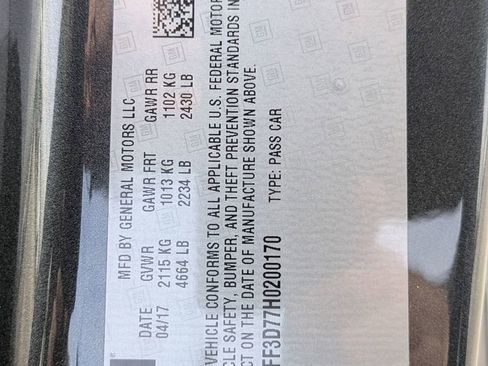 MFD BY GENERAL MOTORS LLC
DATE GVWR GAWR FRT GAWR RR
04/17 2115 KG 1013 KG 1102 KG
4664 LB 2234 LB 2430 LB
VEHICLE CONFORMS TO ALL APPLICABLE U.S. FEDERAL MOTOR
CLE SAFETY, BUMPER, AND THEFT PREVENTION STANDARDS IN
CT ON THE DATE OF MANUFACTURE SHOWN ABOVE.
FF3D77H0200170 TYPE: PASS CAR